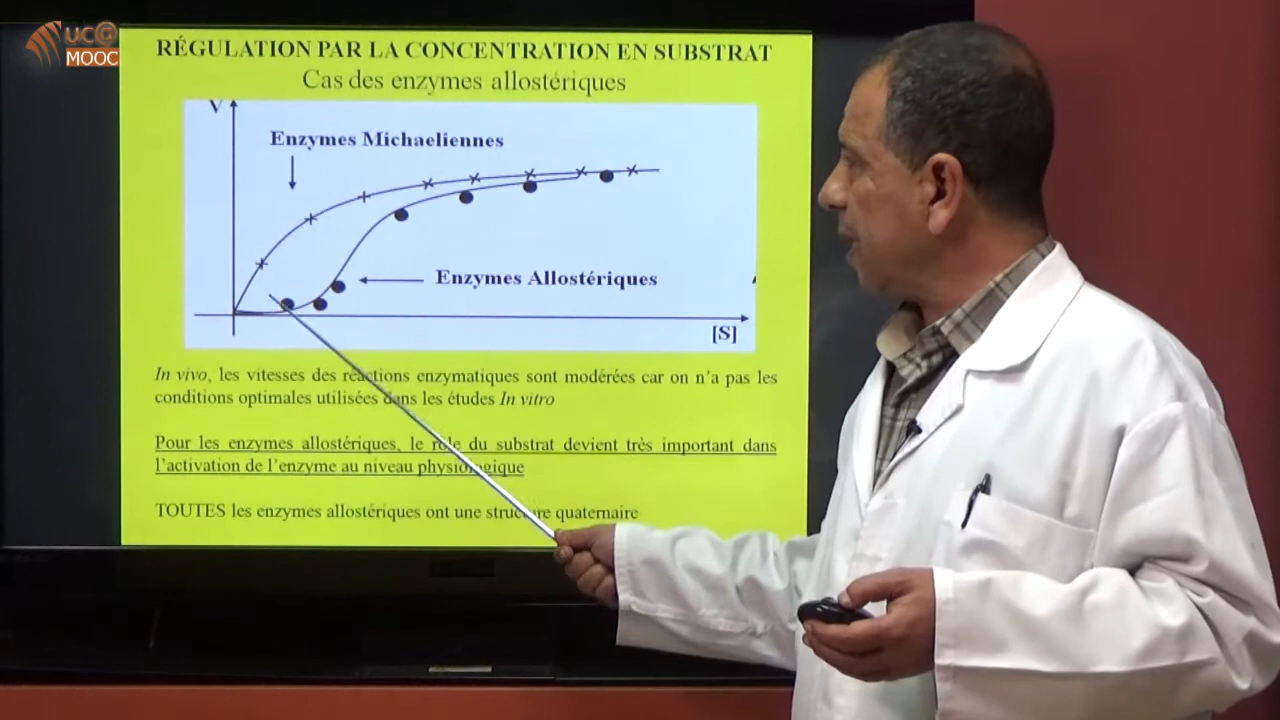 UC@
MOOC
RÉGULATION PAR LA CONCENTRATION EN SUBSTRAT
Cas des enzymes allostériques
V
Enzymes Michaeliennes
Enzymes Allostériques
[S]
In vivo, les vitesses des réactions enzymatiques sont modérées car on n'a pas les
conditions optimales utilisées dans les études In vitro
Pour les enzymes allostériques, le role du substrat devient très important dans
l'activation de l'enzyme au niveau physiologique
TOUTES les enzymes allostériques ont une structure quaternaire